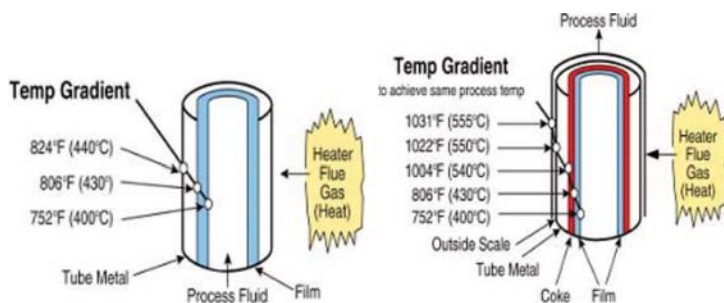 Temp Gradient
824°F (440°C)
806°F (430°)
752°F (400°C)
Tube Metal
Process Fluid
Film
Heater
Flue
Gas
(Heat)
Process Fluid
Temp Gradient
to achieve same process temp
1031°F (555°C)
1022°F (550°C)
1004°F (540°C)
806°F (430°C)
752°F (400°C)
Outside Scale
Tube Metal
Coke
Film
Heater
Flue
Gas
(Heat)